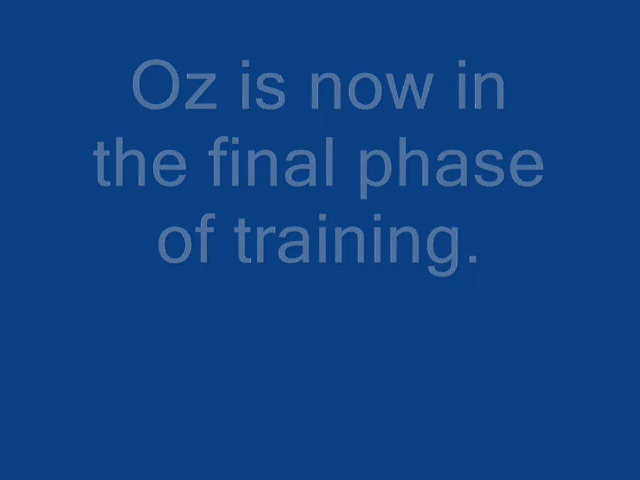 Oz is now in
the final phase
of training.